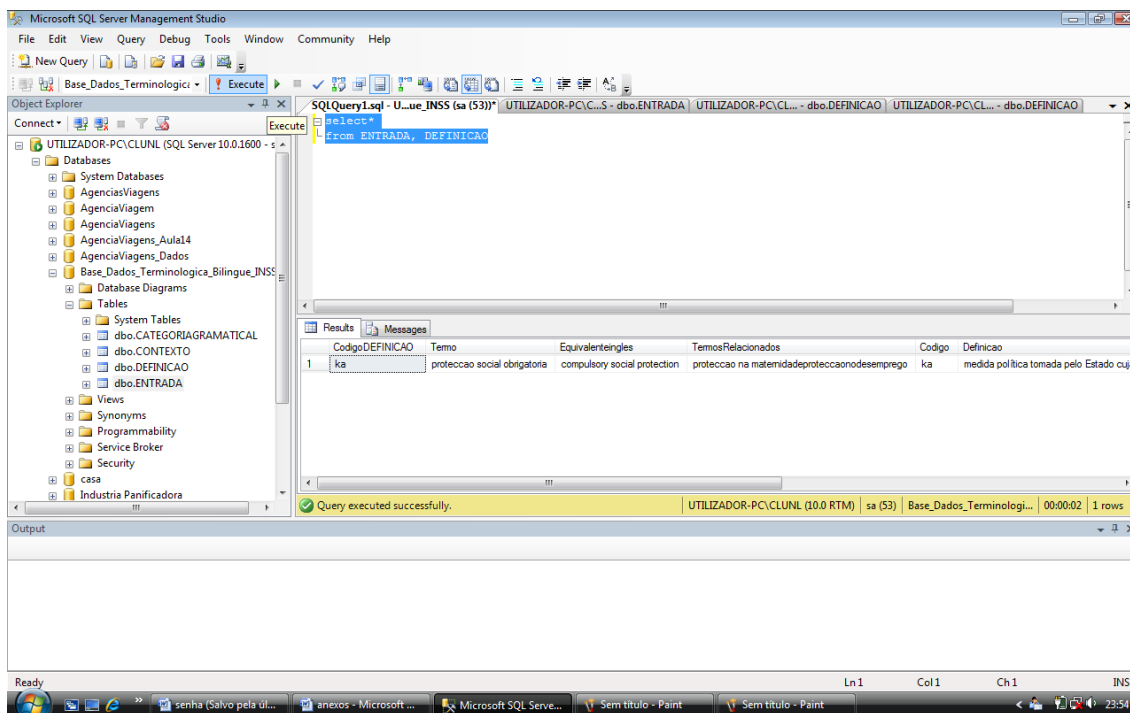 Microsoft SQL Server Management Studio
File Edit View Query Debug Tools Window Community Help
New Query
Base_Dados_Terminologica Execute
Object Explorer
SQLQuery1.sql - U...ue_INSS (sa (53))* UTILIZADOR-PC\C...S - dbo.ENTRADA UTILIZADOR-PC\CL... - dbo.DEFINICAO UTILIZADOR-PC\CL... - dbo.DEFINICAO
Connect
Execute
select*
from ENTRADA, DEFINICAO
UTILIZADOR-PC\CLUNL (SQL Server 10.0.1600 - s
Databases
System Databases
AgenciasViagens
AgenciaViagem
AgenciaViagens
AgenciaViagens_Aula14
AgenciaViagens_Dados
Base_Dados_Terminologica_Bilingue_INSS
Database Diagrams
Tables
System Tables
dbo.CATEGORIAGRAMATICAL
dbo.CONTEXTO
dbo.DEFINICAO
dbo.ENTRADA
Views
Synonyms
Programmability
Service Broker
Security
casa
Industria Panificadora
Results Messages
CodigoDEFINICAO Termo Equivalenteingles TermosRelacionados Codigo Definicao
1 ka proteccao social obrigatoria compulsory social protection proteccao na maternidadeproteccaonodesemprego ka medida política tomada pelo Estado cuj
Query executed successfully. UTILIZADOR-PC\CLUNL (10.0 RTM) sa (53) Base_Dados_Terminologi... 00:00:02 1 rows
Output
Ready Ln 1 Col 1 Ch 1 INS
senha (Salvo pela úl... anexos - Microsoft ... Microsoft SQL Serve... Sem título - Paint Sem título - Paint 23:54